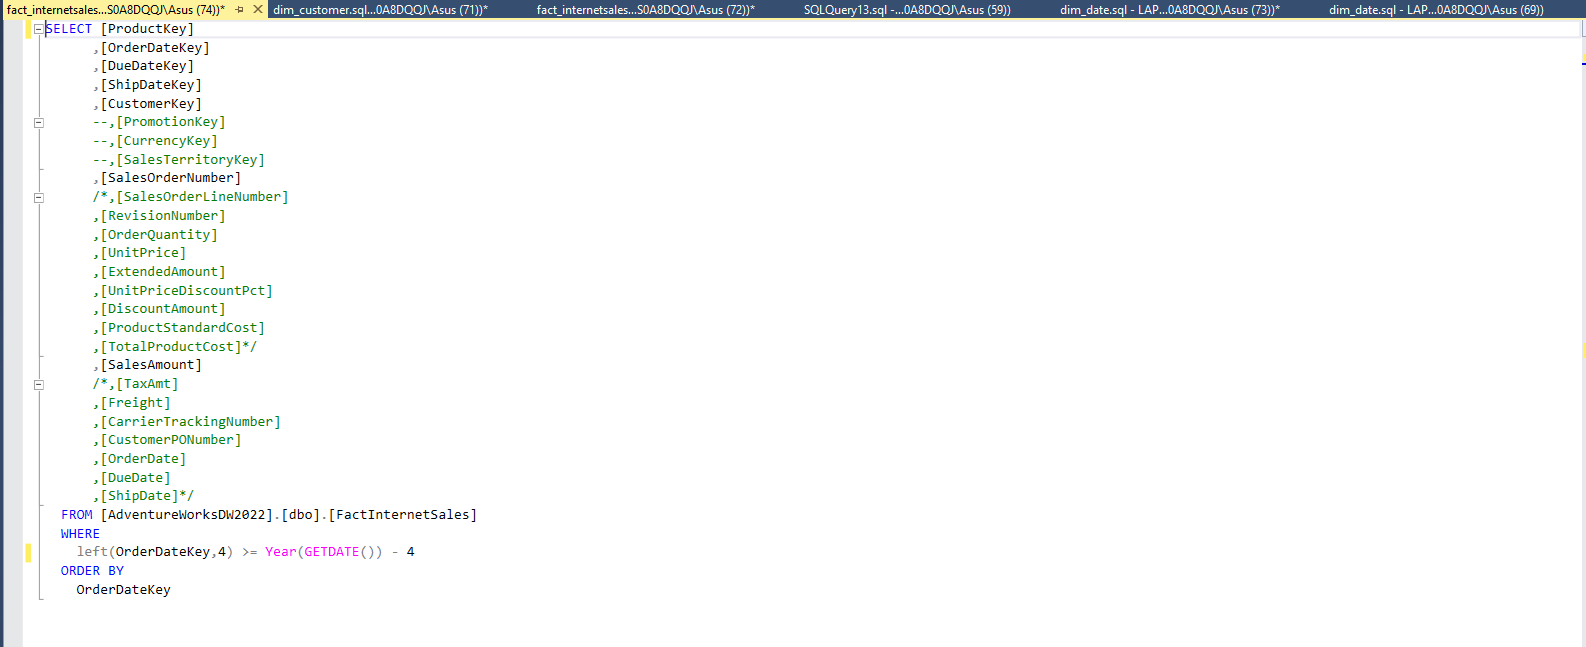 fact_internetsales...S0A8DQQJ\Asus (74))* dim_customer.sql...0A8DQQJ\Asus (71))* fact_internetsales...S0A8DQQJ\Asus (72))* SQLQuery13.sql -...0A8DQQJ\Asus (59)) dim_date.sql - LAP...0A8DQQJ\Asus (73))* dim_date.sql - LAP...0A8DQQJ\Asus (69))
SELECT [ProductKey]
,[OrderDateKey]
,[DueDateKey]
,[ShipDateKey]
,[CustomerKey]
--,[PromotionKey]
--,[CurrencyKey]
--,[SalesTerritoryKey]
,[SalesOrderNumber]
/*,[SalesOrderLineNumber]
,[RevisionNumber]
,[OrderQuantity]
,[UnitPrice]
,[ExtendedAmount]
,[UnitPriceDiscountPct]
,[DiscountAmount]
,[ProductStandardCost]
,[TotalProductCost]*/
,[SalesAmount]
/*,[TaxAmt]
,[Freight]
,[CarrierTrackingNumber]
,[CustomerPONumber]
,[OrderDate]
,[DueDate]
,[ShipDate]*/
FROM [AdventureWorksDW2022].[dbo].[FactInternetSales]
WHERE
left(OrderDateKey,4) >= Year(GETDATE()) - 4
ORDER BY
OrderDateKey